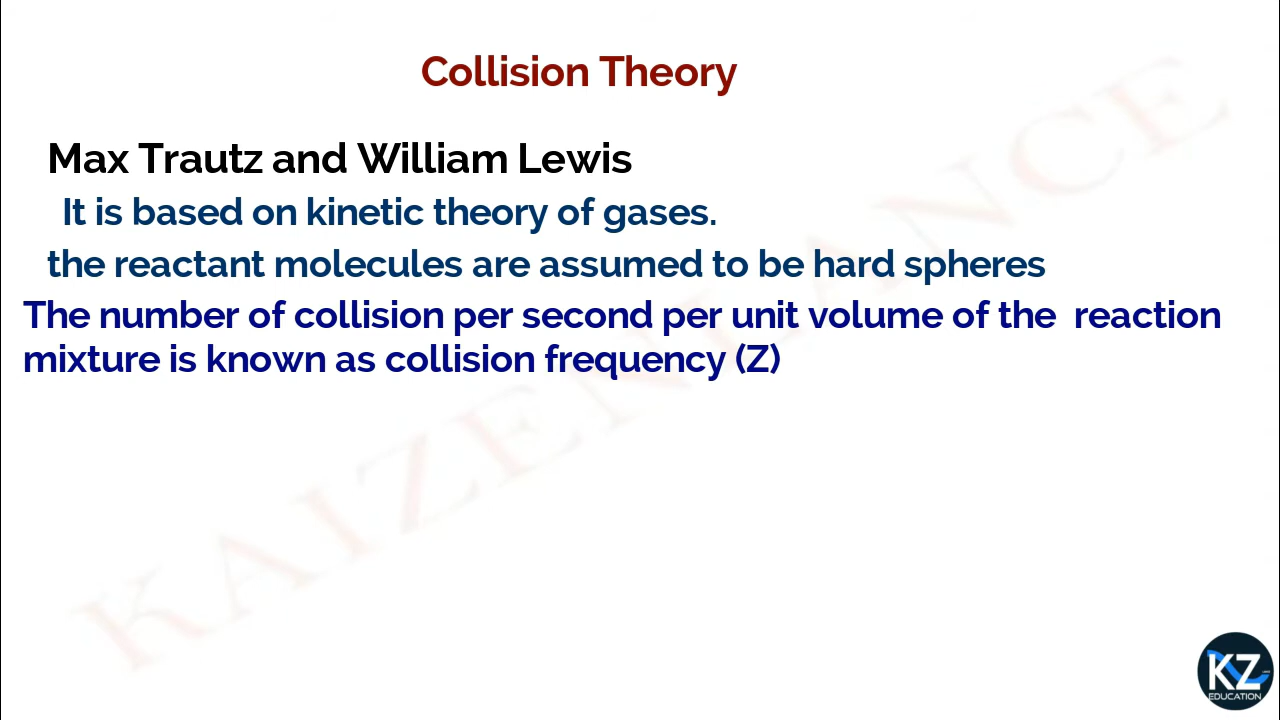 Collision Theory
Max Trautz and William Lewis
It is based on kinetic theory of gases.
the reactant molecules are assumed to be hard spheres
The number of collision per second per unit volume of the reaction
mixture is known as collision frequency (Z)
KAIZEN LANCE
KZ
EDUCATION